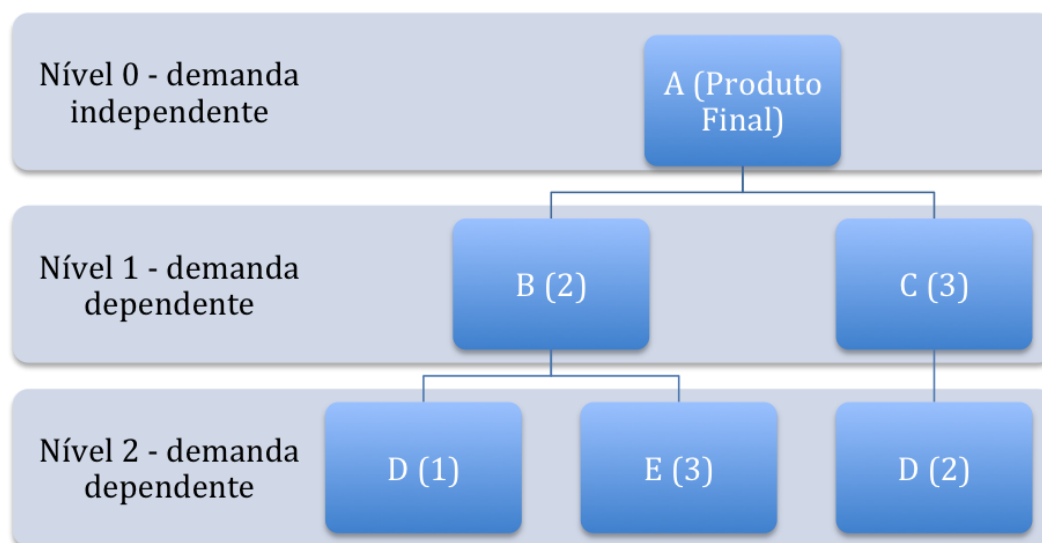 Nível 0 - demanda
independente
A (Produto
Final)
Nível 1 - demanda
dependente
B (2)
C (3)
Nível 2 - demanda
dependente
D (1)
E (3)
D (2)